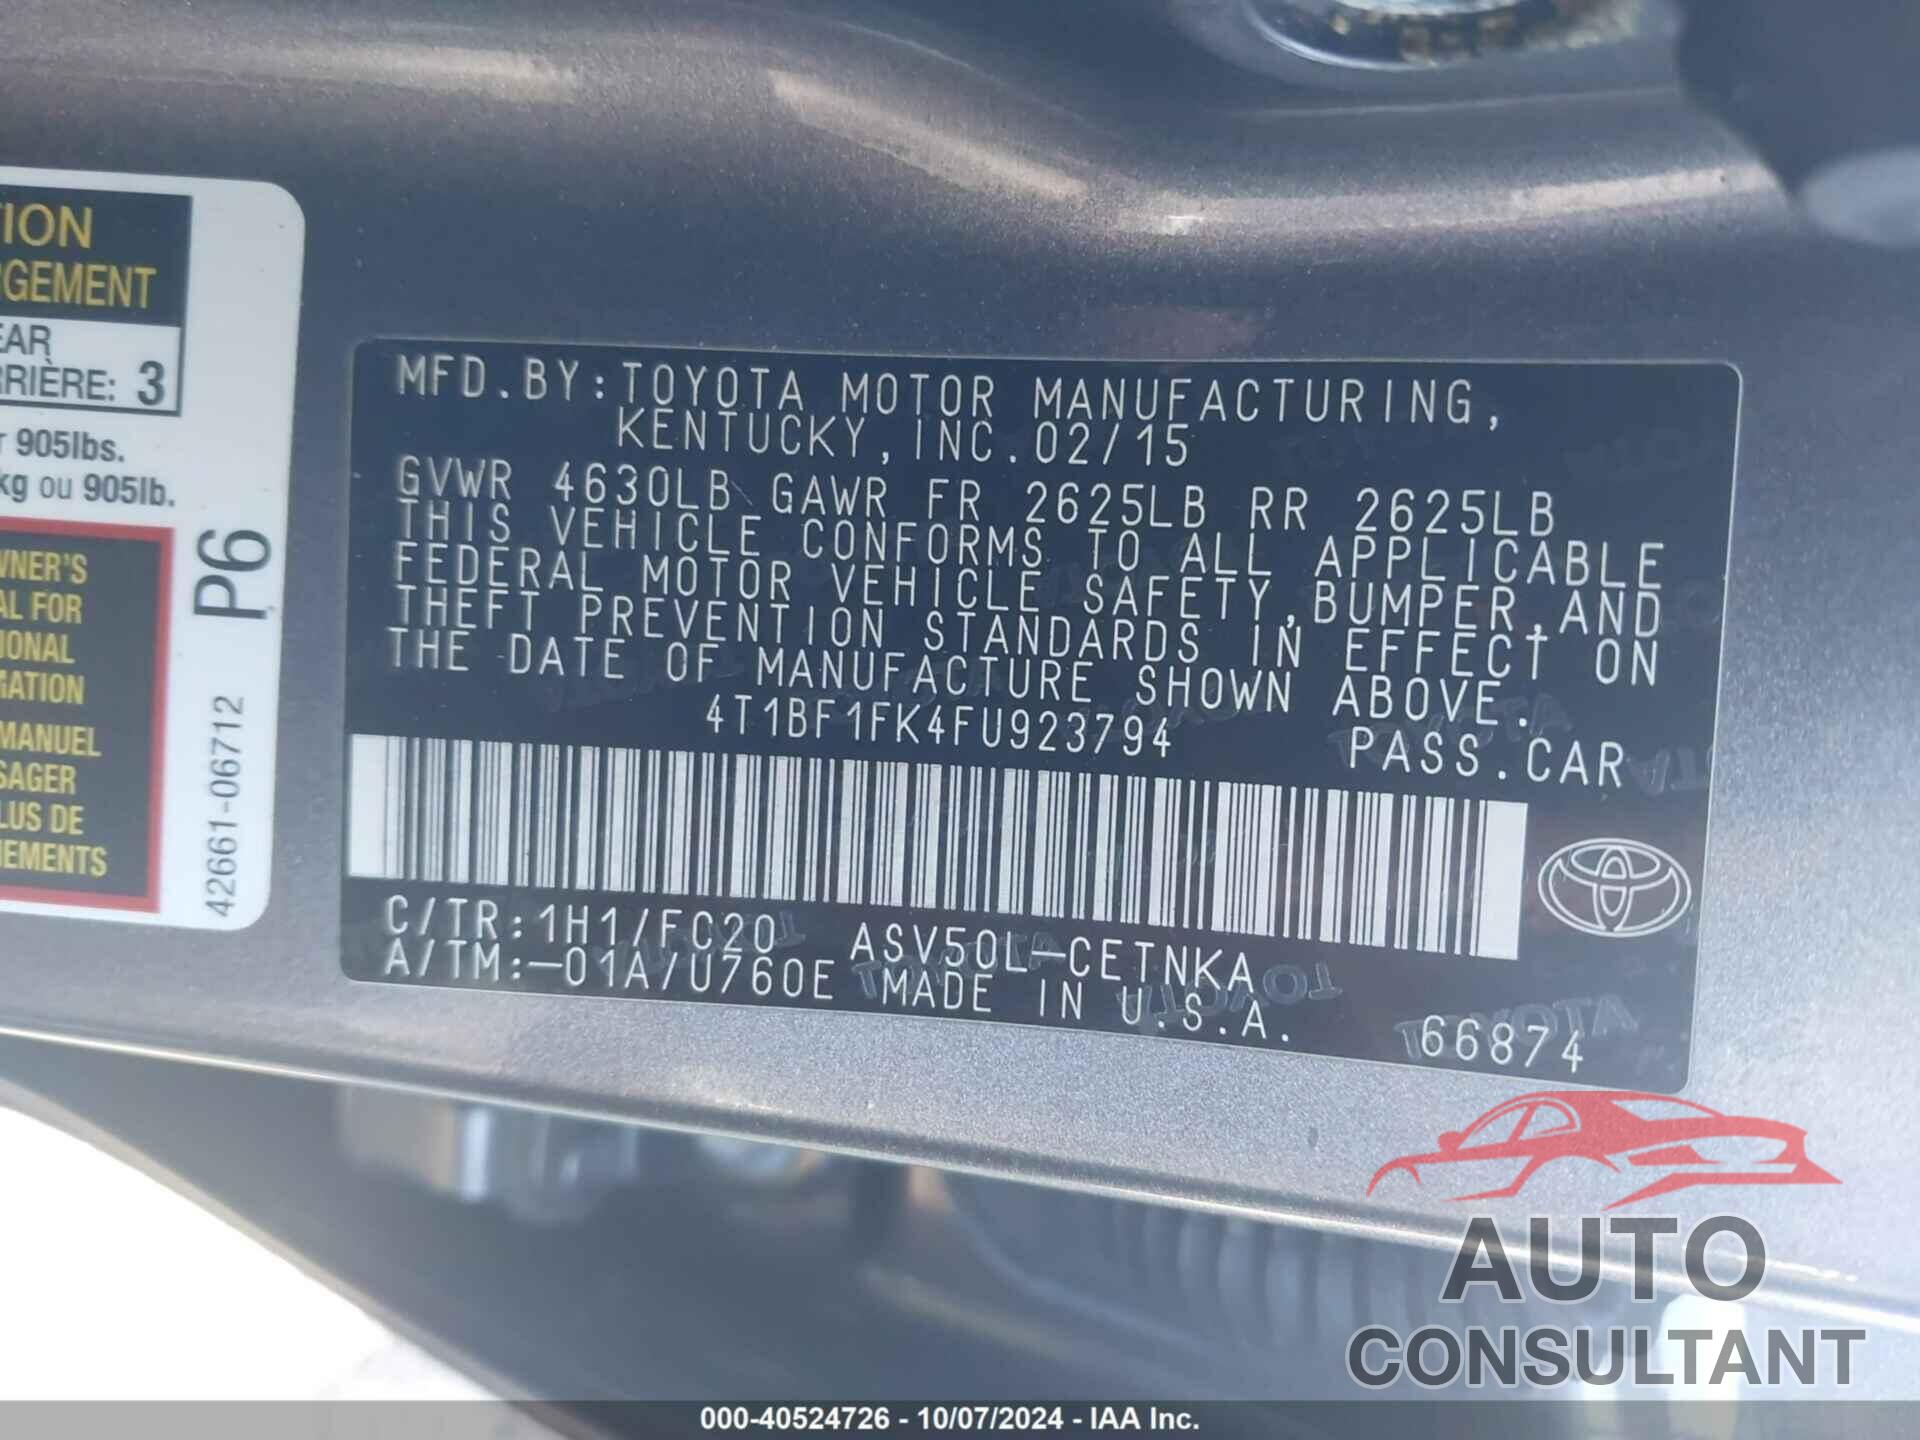 TION
RGEMENT
EAR
RRIÈRE: 3
r 905lbs.
kg ou 905lb.
WNER'S
AL FOR
IONAL
MATION
MANUEL
SAGER
LUS DE
NEMENTS
P6
42661-06712
MFD.BY:TOYOTA MOTOR MANUFACTURING,
KENTUCKY,INC.02/15
GVWR 4630LB GAWR FR 2625LB RR 2625LB
THIS VEHICLE CONFORMS TO ALL APPLICABLE
FEDERAL MOTOR VEHICLE SAFETY,BUMPER,AND
THEFT PREVENTION STANDARDS IN EFFECT ON
THE DATE OF MANUFACTURE SHOWN ABOVE.
4T1BF1FK4FU923794
PASS.CAR
C/TR:1H1/FC20 ASV50L-CETNKA
A/TM:-01A/U760E MADE IN U.S.A.
66874
AUTO
CONSULTANT
000-40524726 - 10/07/2024 - IAA Inc.